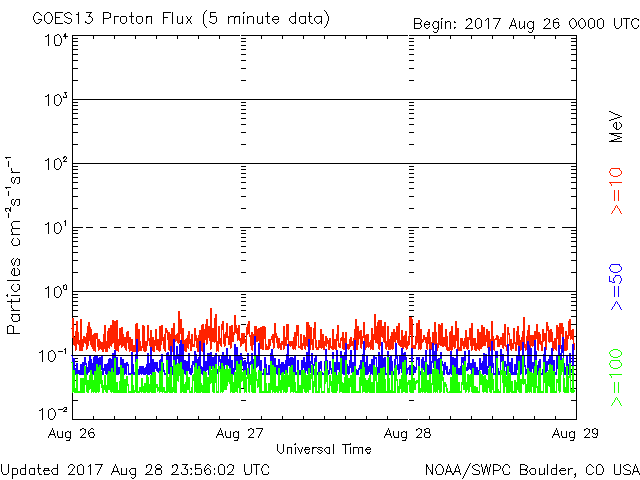 GOES13 Proton Flux (5 minute data)
Begin: 2017 Aug 26 0000 UTC
10⁴
10³
10²
10¹
10⁰
10⁻¹
10⁻²
Particles cm⁻²s⁻¹sr⁻¹
MeV
>=10
>=50
>=100
Aug 26
Aug 27
Aug 28
Aug 29
Universal Time
Updated 2017 Aug 28 23:56:02 UTC
NOAA/SWPC Boulder, CO USA